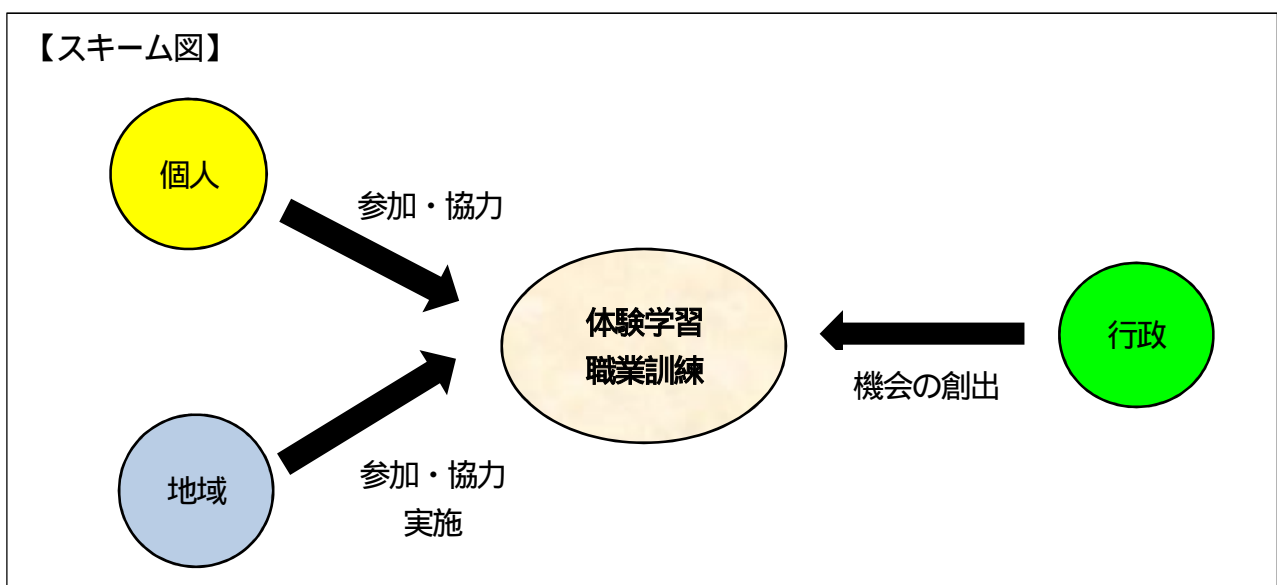 【スキーム図】
個人
参加・協力
体験学習
職業訓練
行政
機会の創出
地域
参加・協力
実施